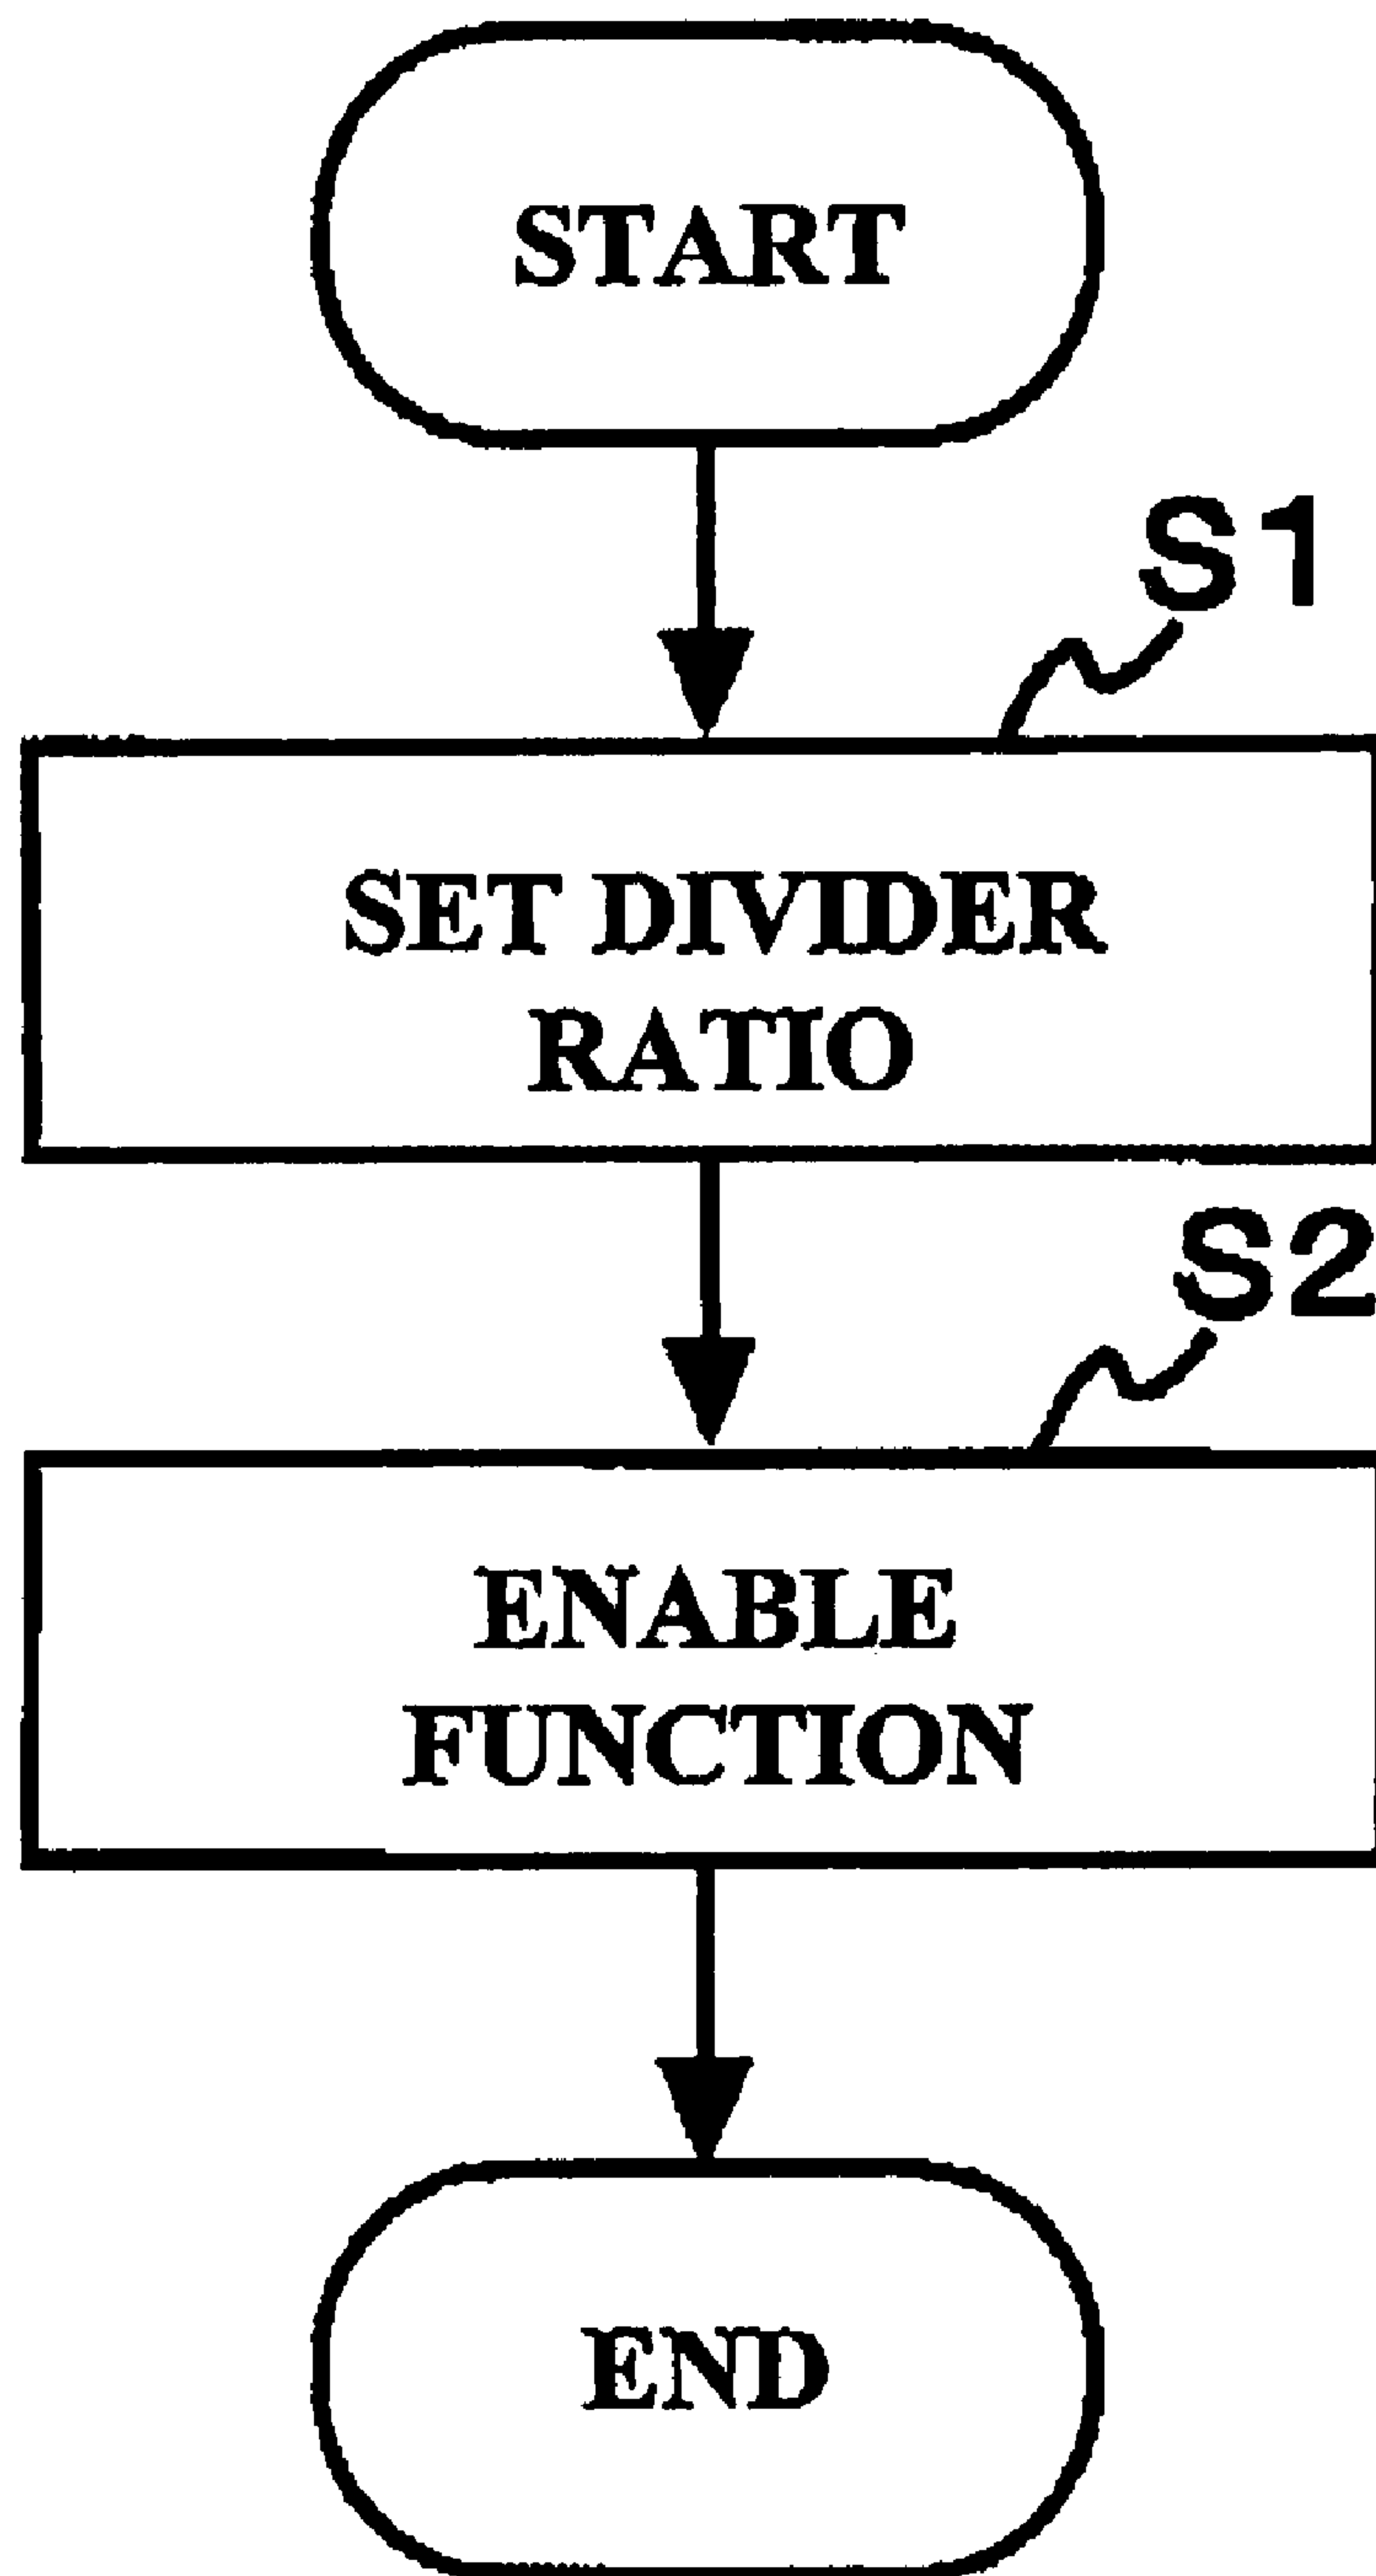 START
S1
SET DIVIDER
RATIO
S2
ENABLE
FUNCTION
END